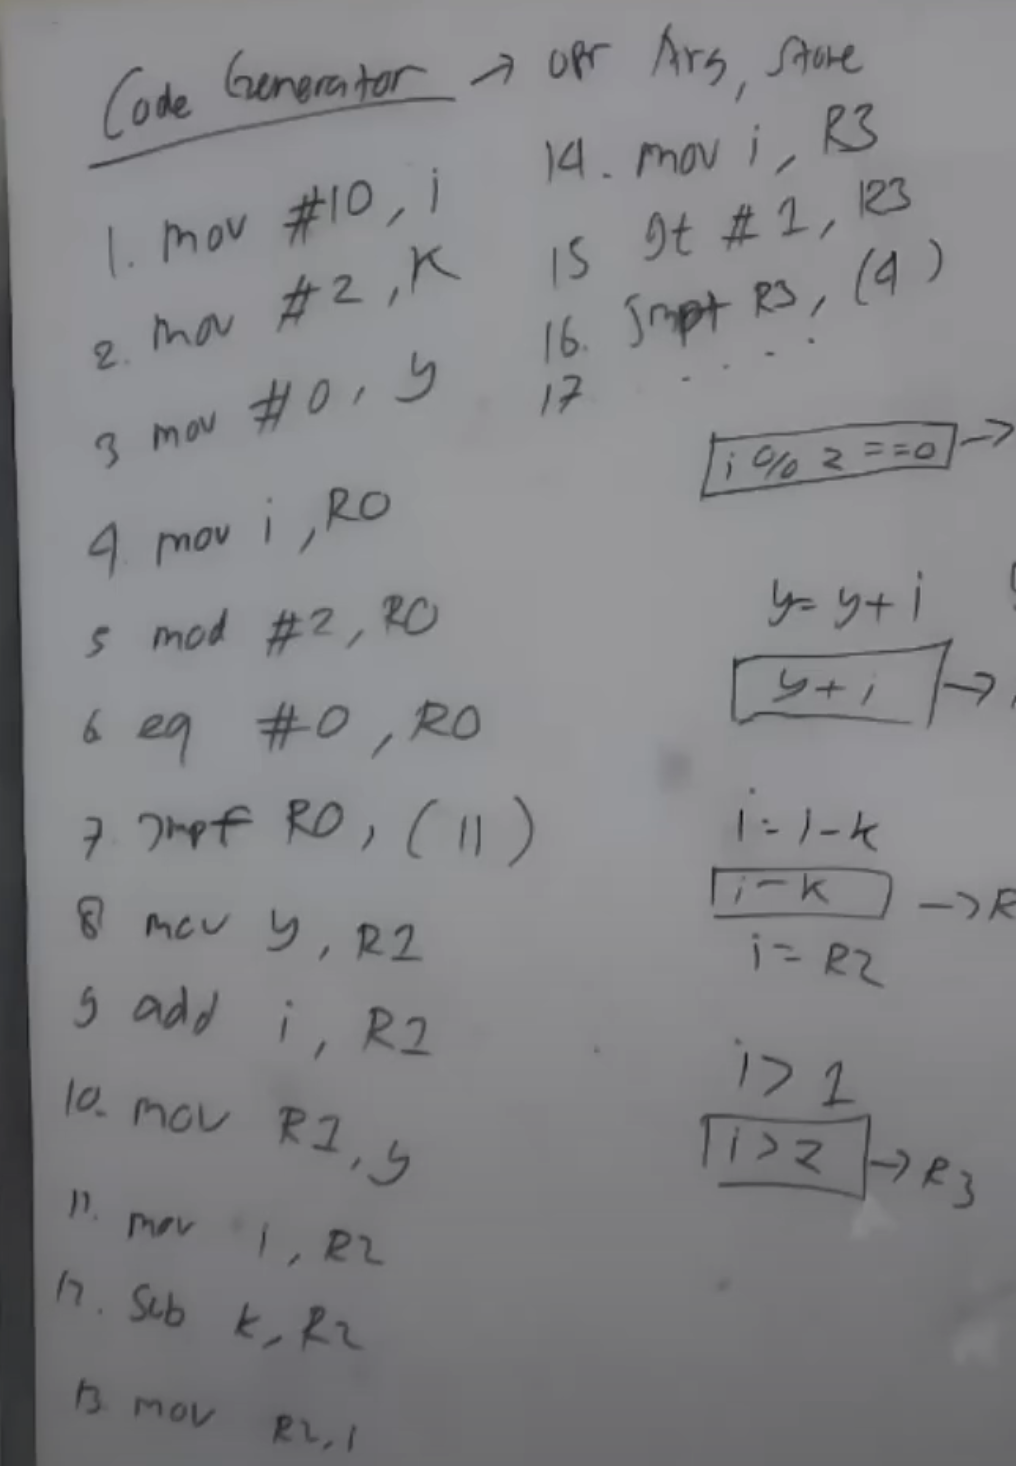 Code Generator → opr Arg, Store
1. mov #10, i
2. mov #2, K
3 mov #0, y
4 mov i, R0
5 mod #2, R0
6 eq #0, R0
7. Jmpf R0, (11)
8 mov y, R1
9 add i, R1
10. mov R1, y
11. mov i, R2
12. Sub k, R2
13. mov R2, i
14. mov i, R3
15 gt #1, R3
16. Jmpt R3, (4)
17 . . . .
i % 2 ==0 →
y= y+i
y+i →
i=i-k
i-k → R
i= R2
i> 1
i>2 → R3